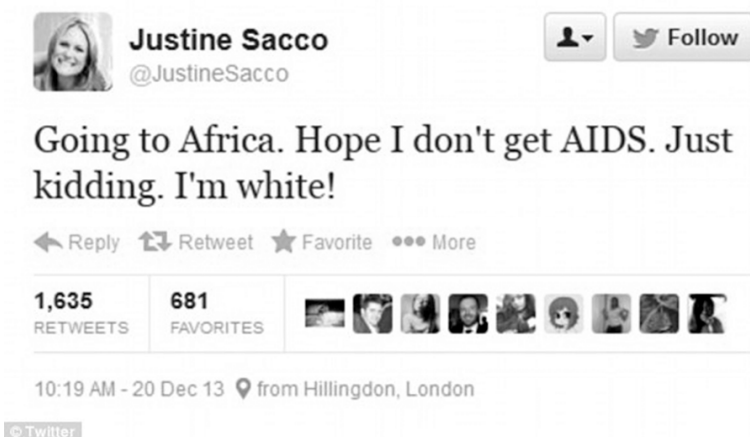 Justine Sacco
@JustineSacco
Follow
Going to Africa. Hope I don't get AIDS. Just
kidding. I'm white!
Reply Retweet Favorite More
1,635 681
RETWEETS FAVORITES
10:19 AM - 20 Dec 13 from Hillingdon, London
© Twitter